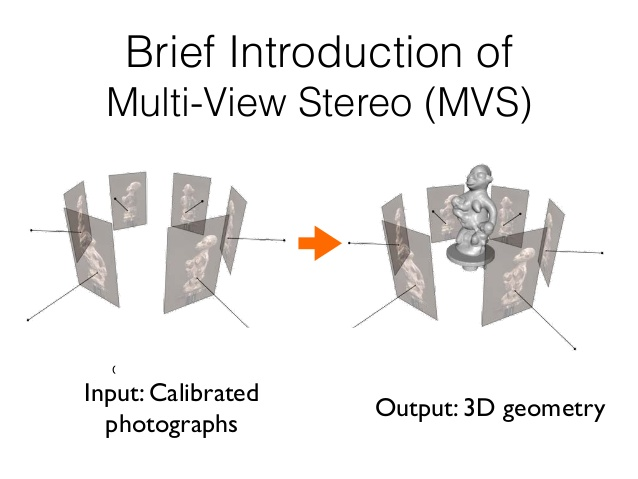 Brief Introduction of
Multi-View Stereo (MVS)
(
Input: Calibrated
photographs
Output: 3D geometry